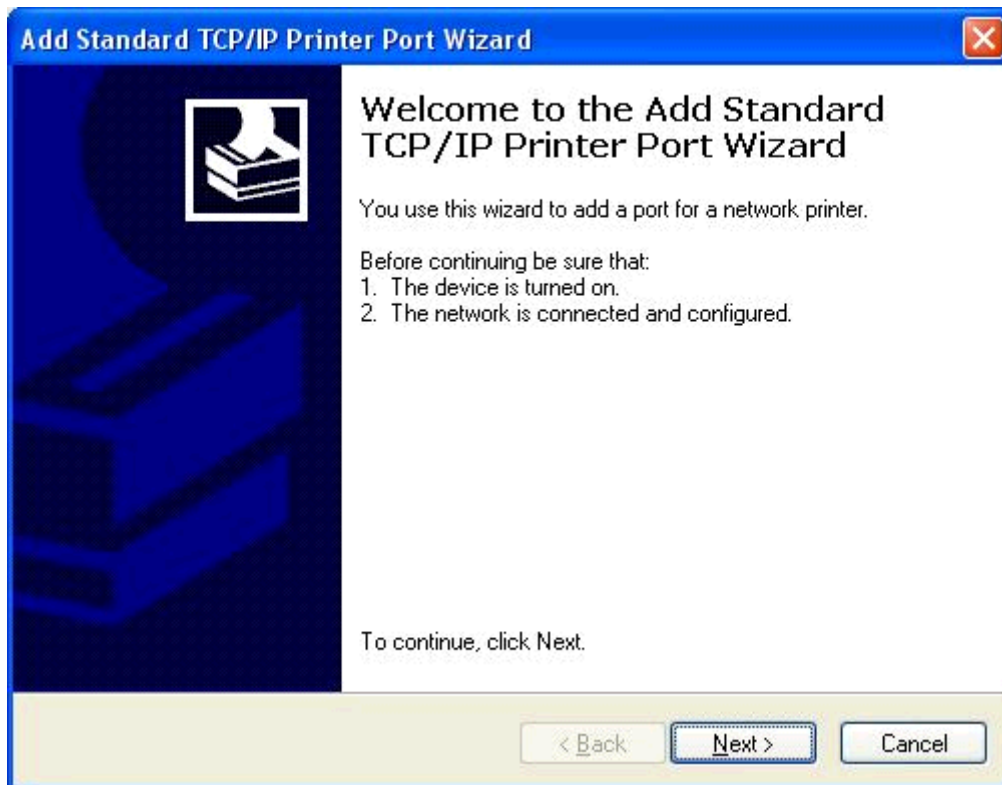 Add Standard TCP/IP Printer Port Wizard
Welcome to the Add Standard
TCP/IP Printer Port Wizard
You use this wizard to add a port for a network printer.
Before continuing be sure that:
1. The device is turned on.
2. The network is connected and configured.
To continue, click Next.
< Back
Next >
Cancel